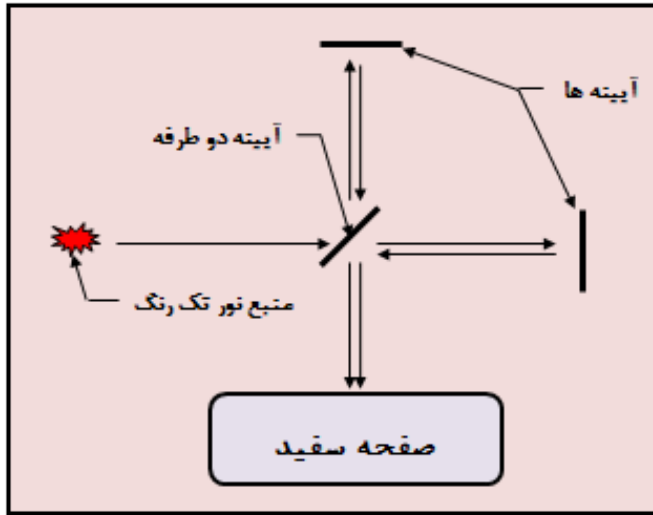 آیینه ها
آیینه دو طرفه
منبع نور تک رنگ
صفحه سفید